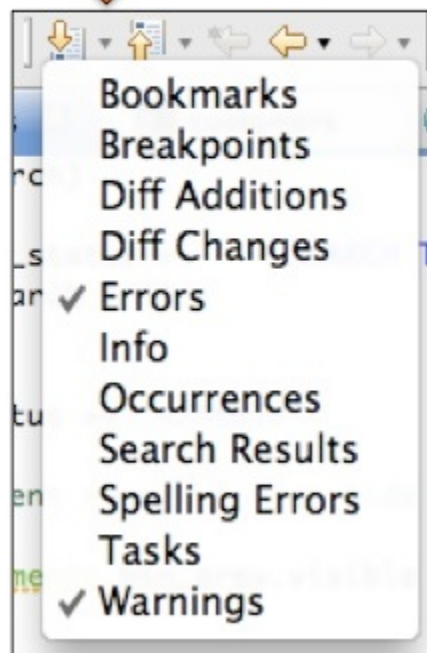 Bookmarks
Breakpoints
Diff Additions
Diff Changes
✓ Errors
Info
Occurrences
Search Results
Spelling Errors
Tasks
✓ Warnings